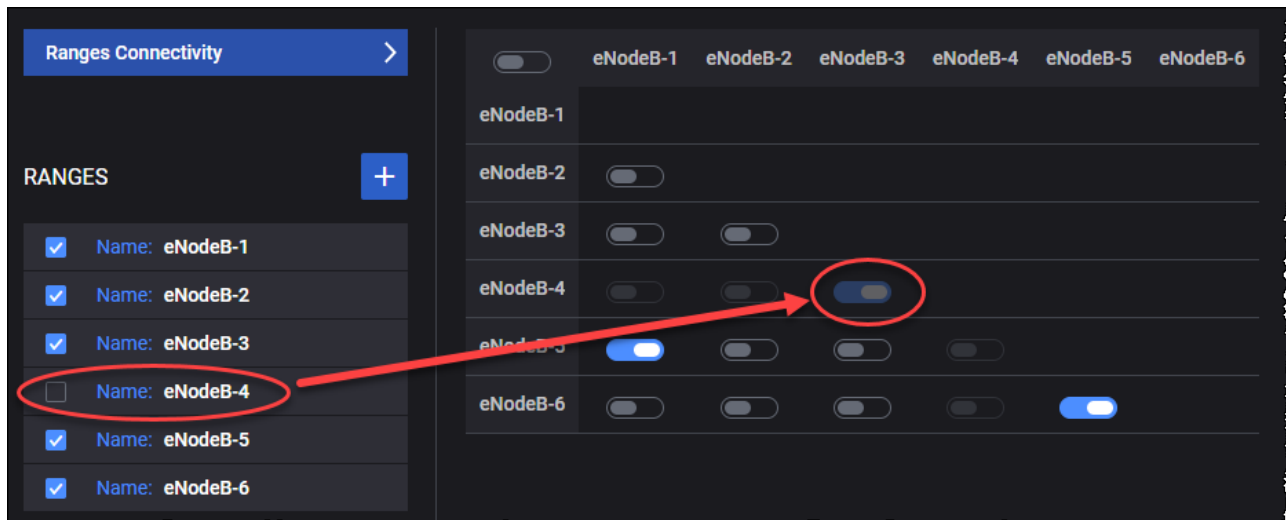 Ranges Connectivity
RANGES
Name: eNodeB-1
Name: eNodeB-2
Name: eNodeB-3
Name: eNodeB-4
Name: eNodeB-5
Name: eNodeB-6
eNodeB-1 eNodeB-2 eNodeB-3 eNodeB-4 eNodeB-5 eNodeB-6
eNodeB-1
eNodeB-2
eNodeB-3
eNodeB-4
eNodeB-5
eNodeB-6